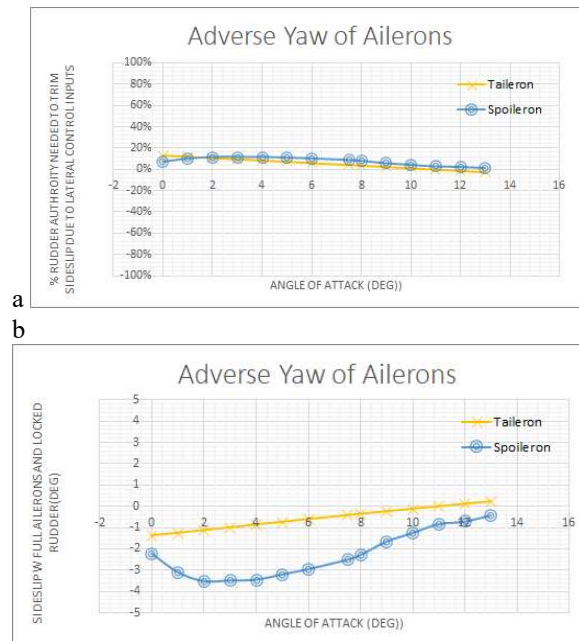 a
Adverse Yaw of Ailerons
% RUDDER AUTHROITY NEEDED TO TRIM
SIDESLIP DUE TO LATERAL CONTROL INPUTS
100%
80%
60%
40%
20%
0%
-20%
-40%
-60%
-80%
-100%
-2 0 2 4 6 8 10 12 14 16
Taileron
Spoileron
ANGLE OF ATTACK (DEG))
b
Adverse Yaw of Ailerons
SIDESLIPW FULL AILERONS AND LOCKED
RUDDER(DEG)
5
4
3
2
1
0
-1
-2
-3
-4
-5
-2 0 2 4 6 8 10 12 14 16
Taileron
Spoileron
ANGLE OF ATTACK (DEG))